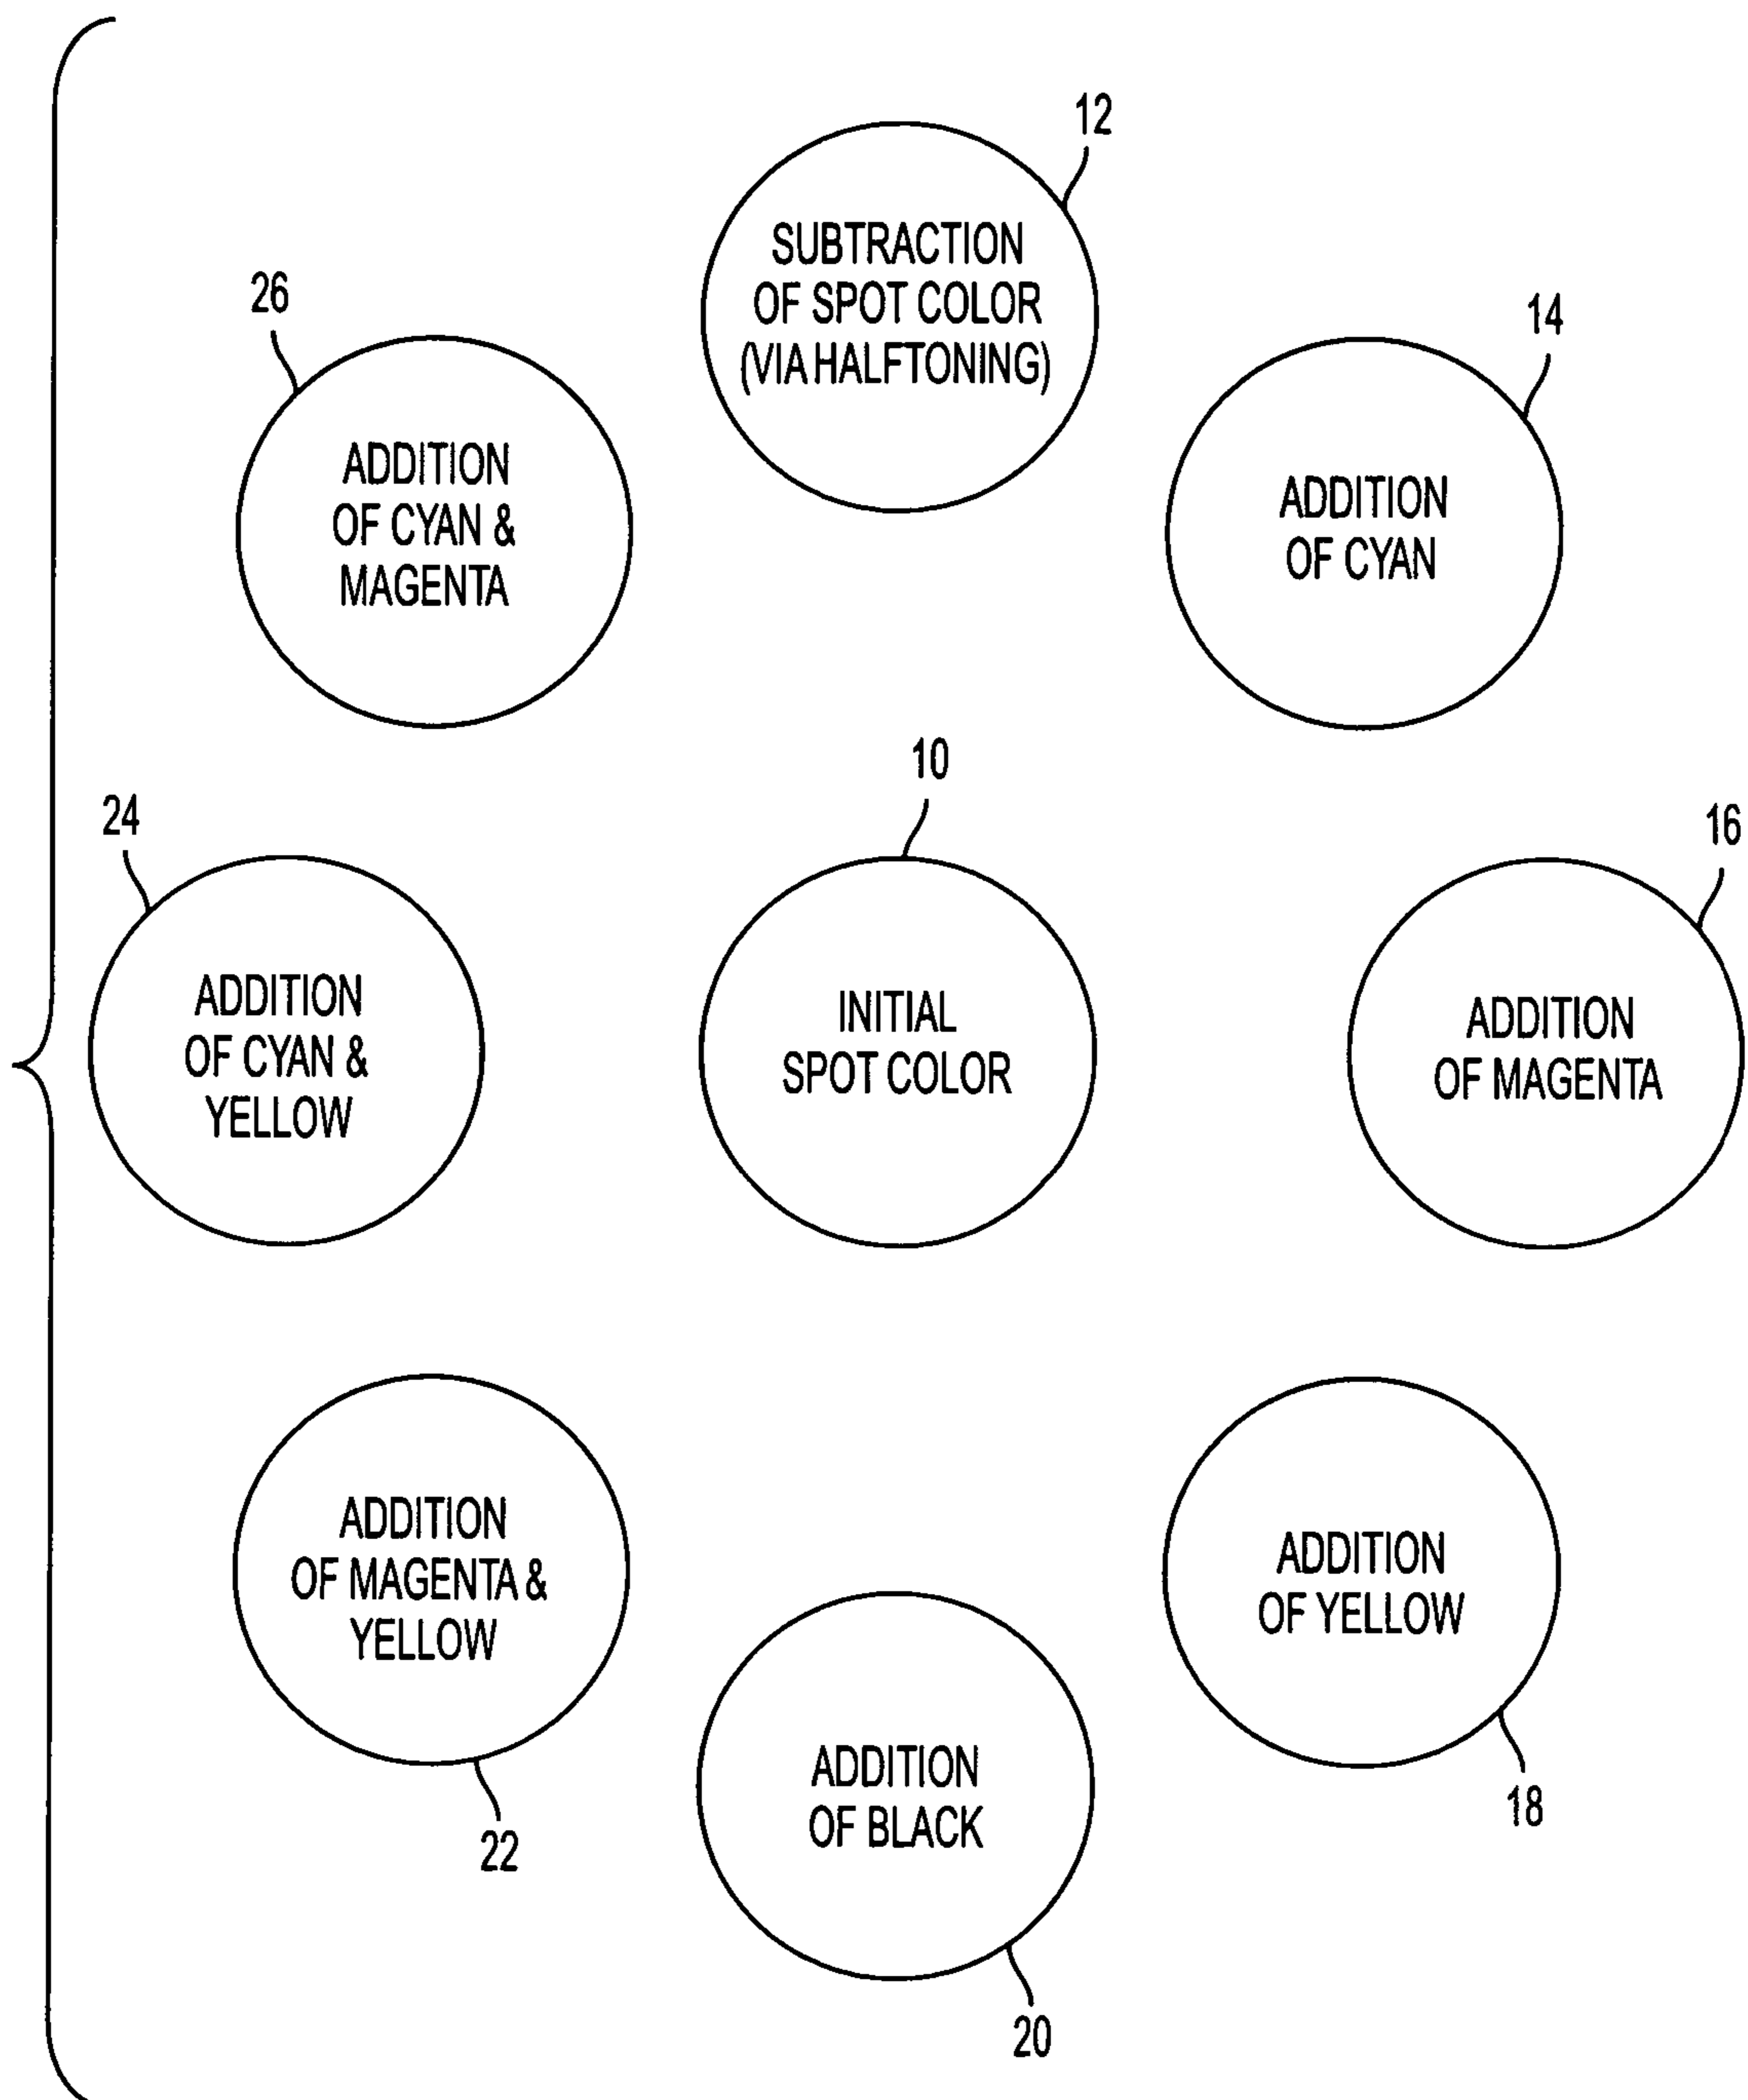 12
SUBTRACTION
OF SPOT COLOR
(VIA HALFTONING)
26
ADDITION
OF CYAN &
MAGENTA
14
ADDITION
OF CYAN
24
ADDITION
OF CYAN &
YELLOW
10
INITIAL
SPOT COLOR
16
ADDITION
OF MAGENTA
ADDITION
OF MAGENTA &
YELLOW
22
ADDITION
OF BLACK
20
ADDITION
OF YELLOW
18